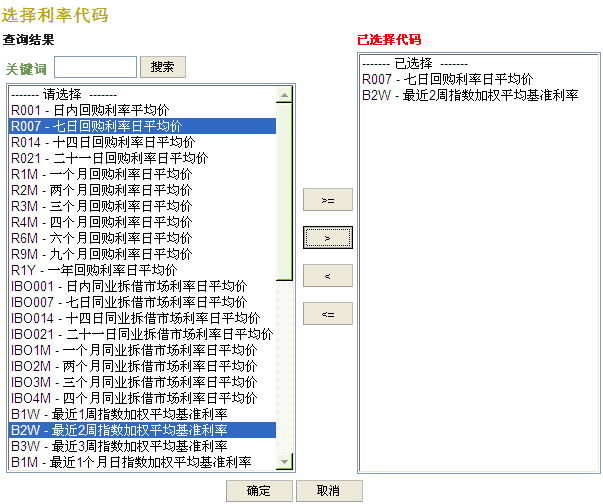 选择利率代码
查询结果
关键词 搜索
------- 请选择 -------
R001 - 日内回购利率平均价
R007 - 七日回购利率日平均价
R014 - 十四日回购利率日平均价
R021 - 二十一日回购利率日平均价
R1M - 一个月回购利率日平均价
R2M - 两个月回购利率日平均价
R3M - 三个月回购利率日平均价
R4M - 四个月回购利率日平均价
R6M - 六个月回购利率日平均价
R9M - 九个月回购利率日平均价
R1Y - 一年回购利率日平均价
IBO001 - 日内同业拆借市场利率日平均价
IBO007 - 七日同业拆借市场利率日平均价
IBO014 - 十四日同业拆借市场利率日平均价
IBO021 - 二十一日同业拆借市场利率日平均价
IBO1M - 一个月同业拆借市场利率日平均价
IBO2M - 两个月同业拆借市场利率日平均价
IBO3M - 三个月同业拆借市场利率日平均价
IBO4M - 四个月同业拆借市场利率日平均价
B1W - 最近1周指数加权平均基准利率
B2W - 最近2周指数加权平均基准利率
B3W - 最近3周指数加权平均基准利率
B1M - 最近1个月日指数加权平均基准利率
>=
>
<
<=
已选择代码
------- 已选择 -------
R007 - 七日回购利率日平均价
B2W - 最近2周指数加权平均基准利率
确定 取消